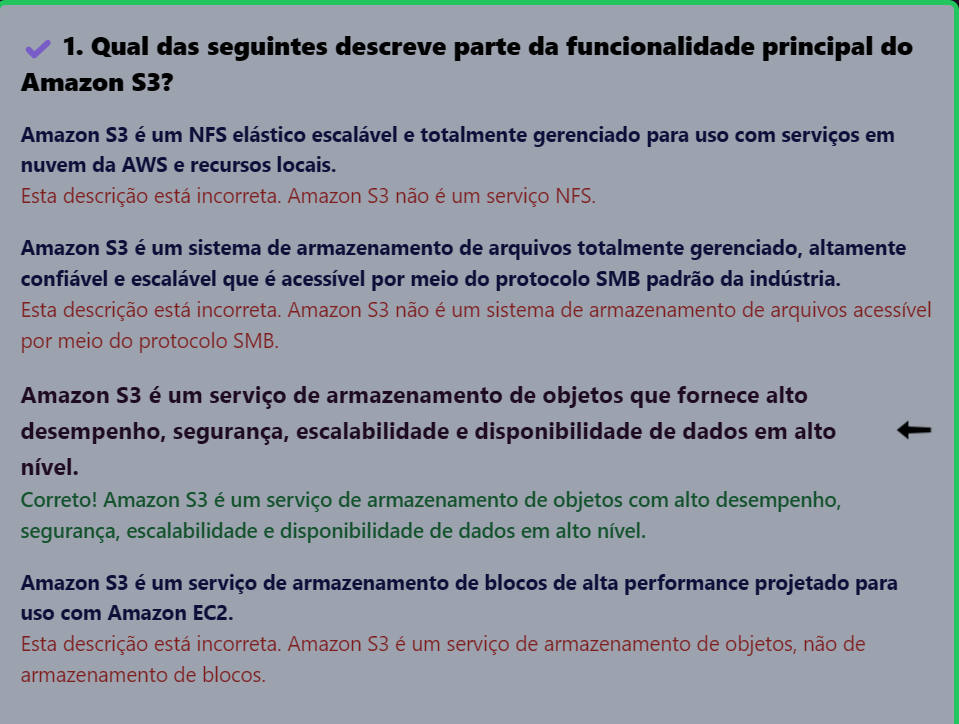 1. Qual das seguintes descreve parte da funcionalidade principal do
Amazon S3?
Amazon S3 é um NFS elástico escalável e totalmente gerenciado para uso com serviços em
nuvem da AWS e recursos locais.
Esta descrição está incorreta. Amazon S3 não é um serviço NFS.
Amazon S3 é um sistema de armazenamento de arquivos totalmente gerenciado, altamente
confiável e escalável que é acessível por meio do protocolo SMB padrão da indústria.
Esta descrição está incorreta. Amazon S3 não é um sistema de armazenamento de arquivos acessível
por meio do protocolo SMB.
Amazon S3 é um serviço de armazenamento de objetos que fornece alto
desempenho, segurança, escalabilidade e disponibilidade de dados em alto
nível.
Correto! Amazon S3 é um serviço de armazenamento de objetos com alto desempenho,
segurança, escalabilidade e disponibilidade de dados em alto nível.
Amazon S3 é um serviço de armazenamento de blocos de alta performance projetado para
uso com Amazon EC2.
Esta descrição está incorreta. Amazon S3 é um serviço de armazenamento de objetos, não de
armazenamento de blocos.